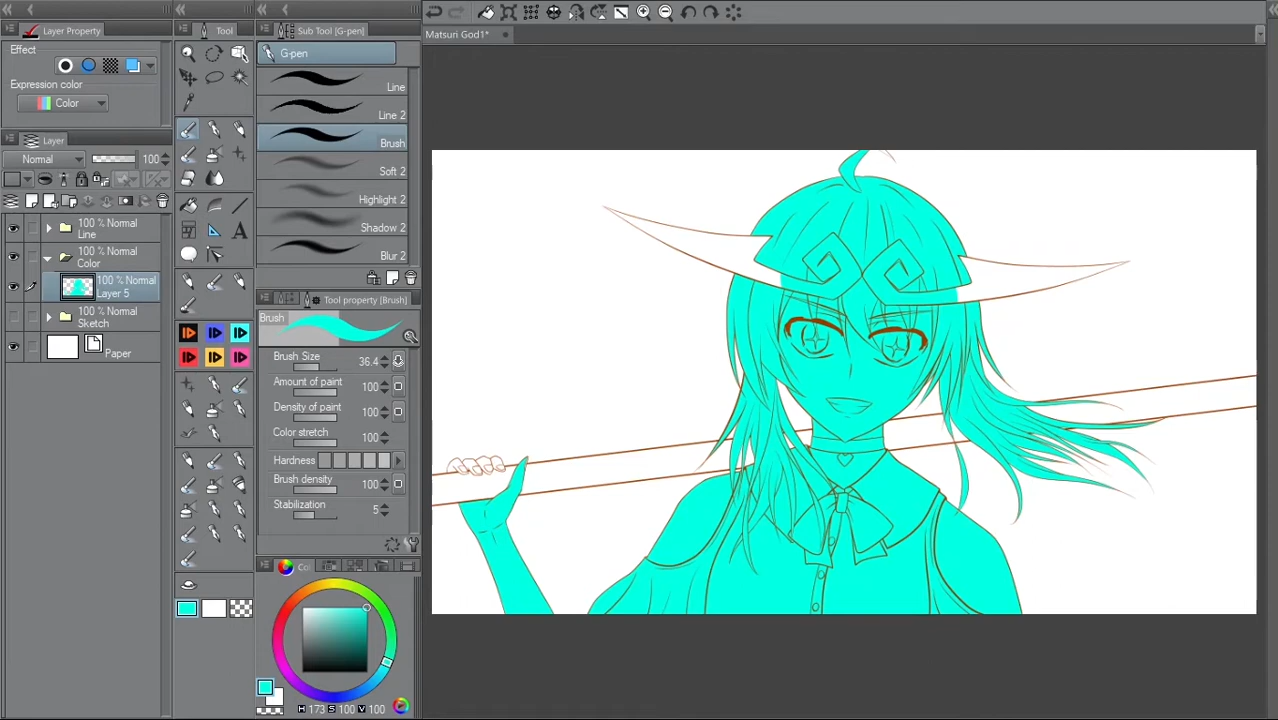 Layer Property
Tool
Sub Tool [G-pen]
Matsuri God1*
Effect
G-pen
Expression color
Color
Line
Line 2
Brush
Soft 2
Highlight 2
Shadow 2
Blur 2
Layer
Normal
100
100 % Normal
Line
100 % Normal
Color
100 % Normal
Layer 5
100 % Normal
Sketch
Paper
Tool property [Brush]
Brush
Brush Size
36.4
Amount of paint
100
Density of paint
100
Color stretch
100
Hardness
Brush density
100
Stabilization
5
Co
H 173 S 100 V 100